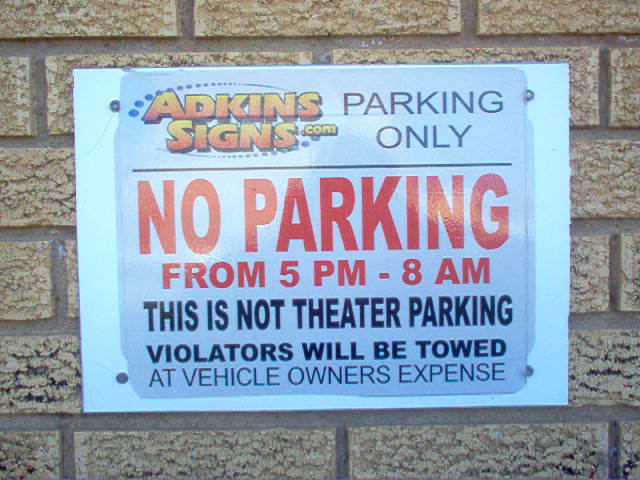 ADKINS SIGNS.com PARKING ONLY
NO PARKING
FROM 5 PM - 8 AM
THIS IS NOT THEATER PARKING
VIOLATORS WILL BE TOWED
AT VEHICLE OWNERS EXPENSE